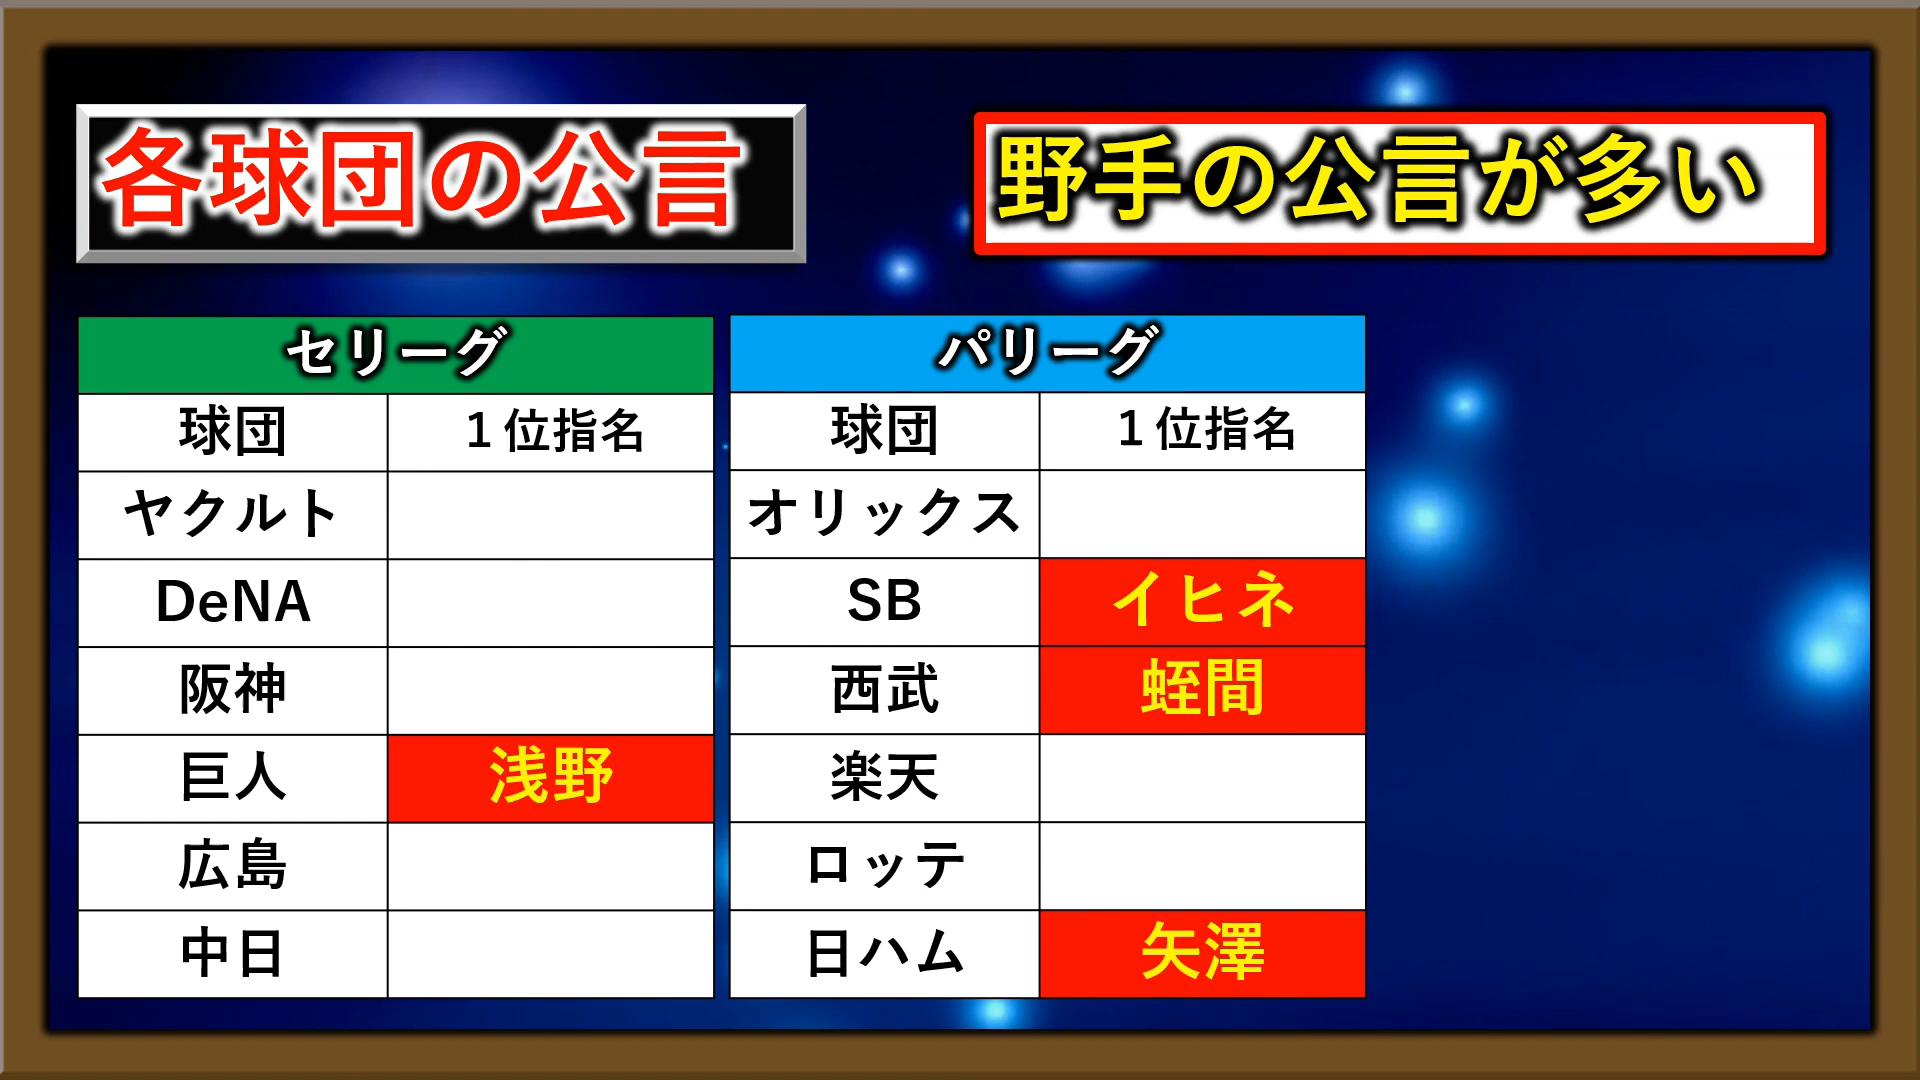 各球団の公言
野手の公言が多い
セリーグ
球団 １位指名
ヤクルト
DeNA
阪神
巨人 浅野
広島
中日
パリーグ
球団 １位指名
オリックス
SB イヒネ
西武 蛭間
楽天
ロッテ
日ハム 矢澤